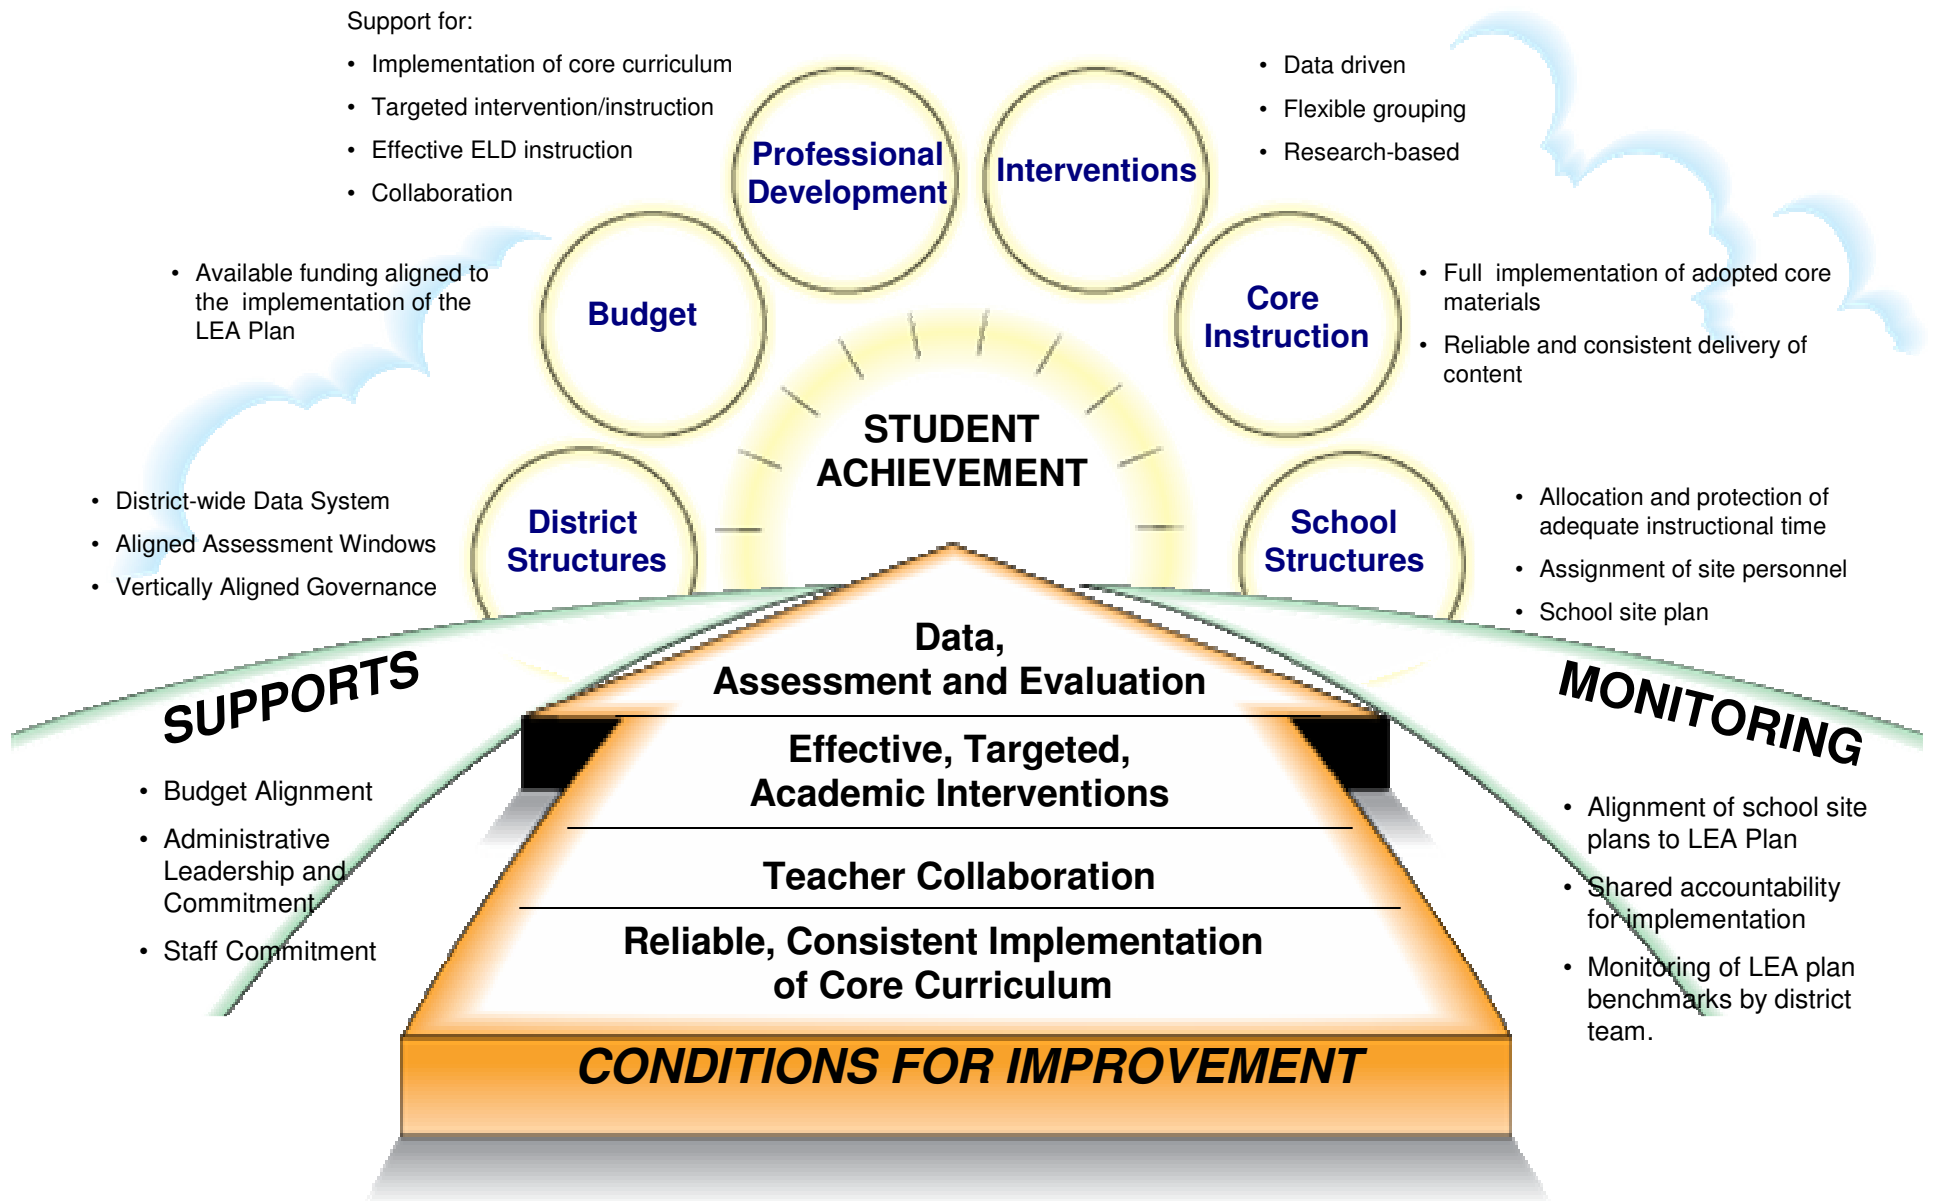 Support for:
• Implementation of core curriculum
• Targeted intervention/instruction
• Effective ELD instruction
• Collaboration
Professional
Development
Interventions
• Data driven
• Flexible grouping
• Research-based
• Available funding aligned to
the implementation of the
LEA Plan
Budget
Core
Instruction
• Full implementation of adopted core
materials
• Reliable and consistent delivery of
content
STUDENT
ACHIEVEMENT
• District-wide Data System
• Aligned Assessment Windows
• Vertically Aligned Governance
District
Structures
School
Structures
• Allocation and protection of
adequate instructional time
• Assignment of site personnel
• School site plan
SUPPORTS
• Budget Alignment
• Administrative
Leadership and
Commitment
• Staff Commitment
Data,
Assessment and Evaluation
Effective, Targeted,
Academic Interventions
Teacher Collaboration
Reliable, Consistent Implementation
of Core Curriculum
CONDITIONS FOR IMPROVEMENT
MONITORING
• Alignment of school site
plans to LEA Plan
• Shared accountability
for implementation
• Monitoring of LEA plan
benchmarks by district
team.